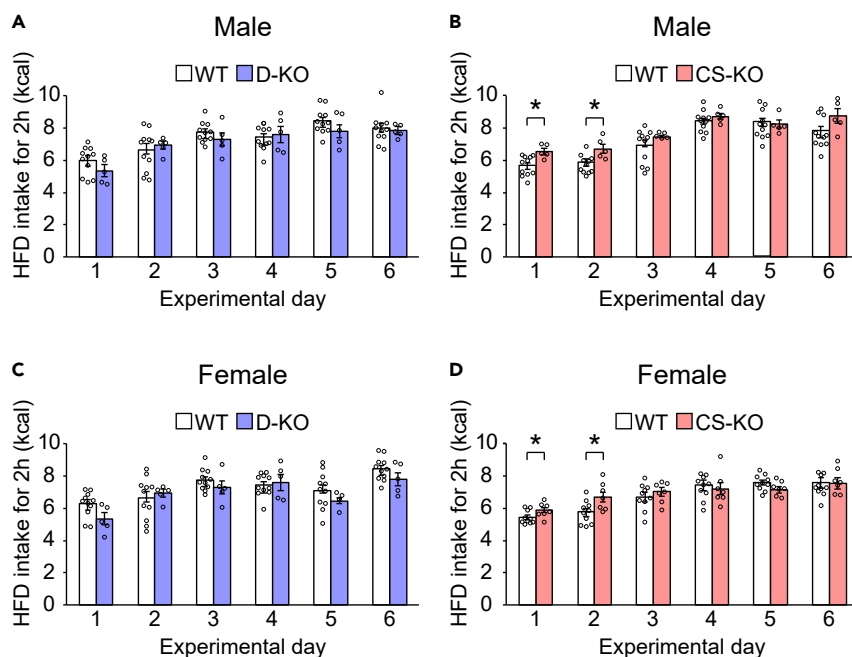 A
Male
WT D-KO
HFD intake for 2h (kcal)
10
8
6
4
2
0
1 2 3 4 5 6
Experimental day
B
Male
WT CS-KO
* *
HFD intake for 2h (kcal)
10
8
6
4
2
0
1 2 3 4 5 6
Experimental day
C
Female
WT D-KO
HFD intake for 2h (kcal)
10
8
6
4
2
0
1 2 3 4 5 6
Experimental day
D
Female
WT CS-KO
* *
HFD intake for 2h (kcal)
10
8
6
4
2
0
1 2 3 4 5 6
Experimental day